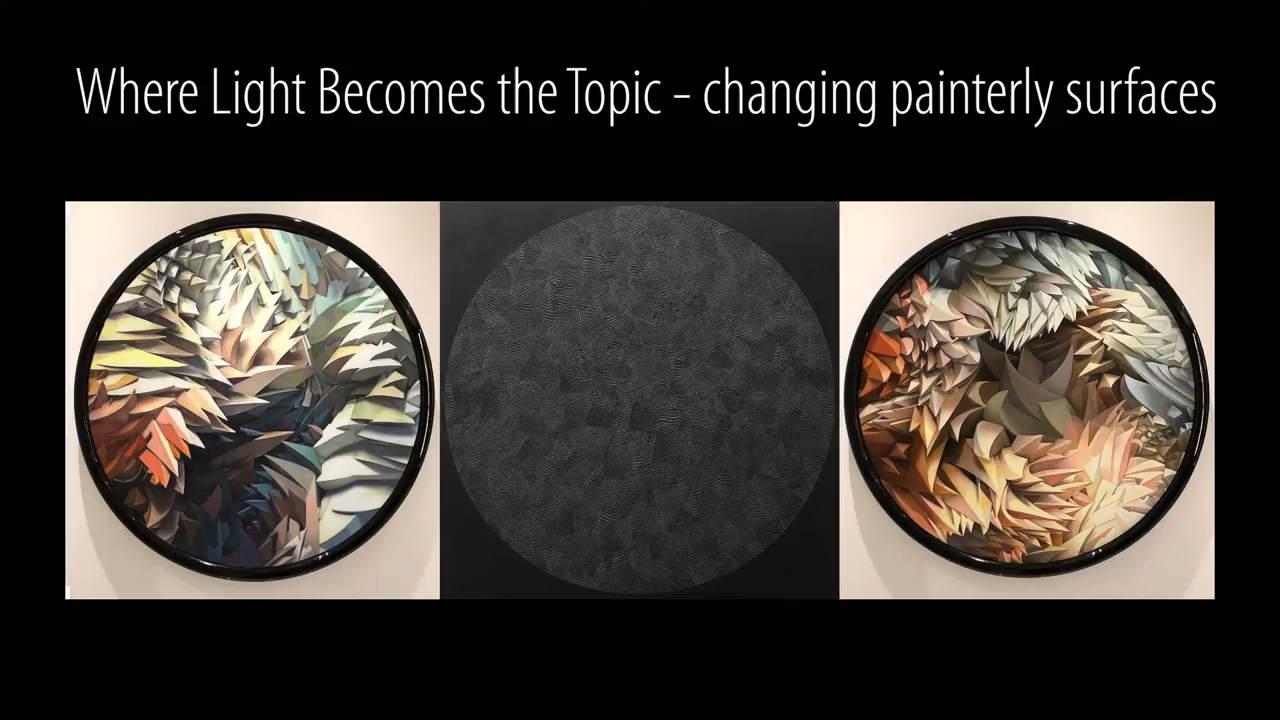 Where Light Becomes the Topic – changing painterly surfaces